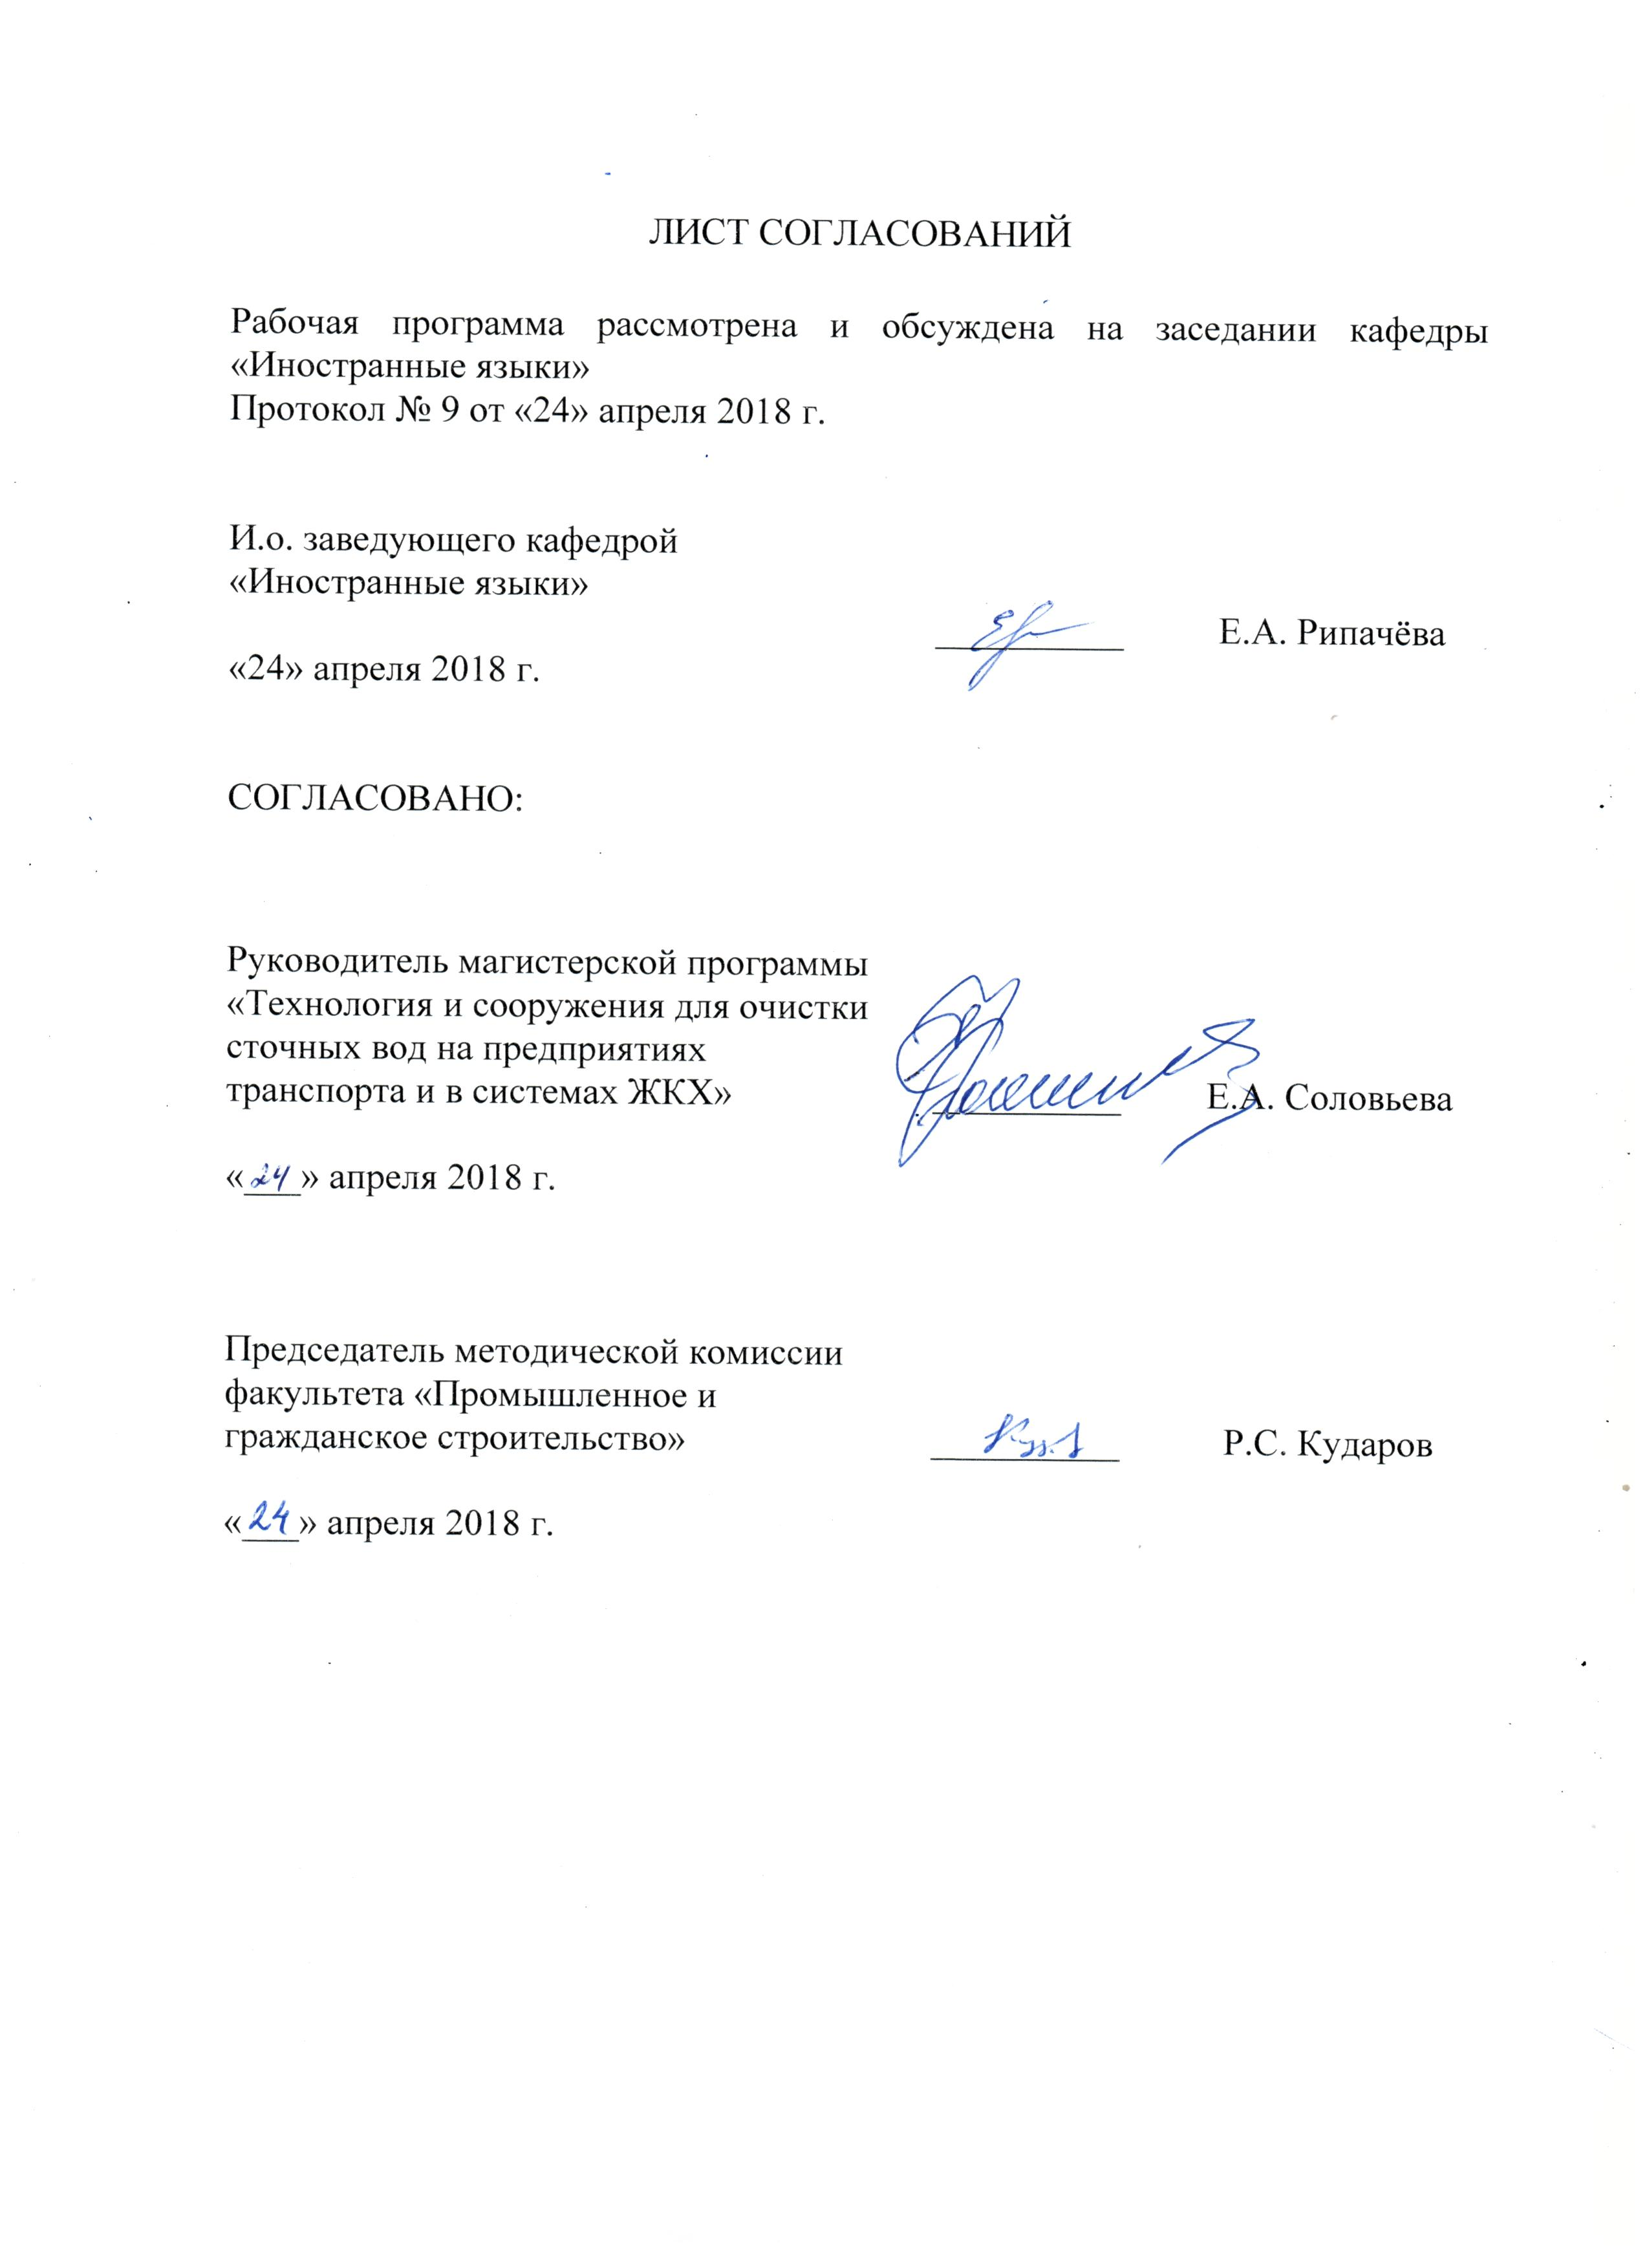 ЛИСТ СОГЛАСОВАНИЙ
Рабочая программа рассмотрена и обсуждена на заседании кафедры
«Иностранные языки»
Протокол № 9 от «24» апреля 2018 г.
И.о. заведующего кафедрой
«Иностранные языки»
Е.А. Рипачёва
«24» апреля 2018 г.
СОГЛАСОВАНО:
Руководитель магистерской программы
«Технология и сооружения для очистки
сточных вод на предприятиях
транспорта и в системах ЖКХ» Е.А. Соловьева
«24» апреля 2018 г.
Председатель методической комиссии
факультета «Промышленное и
гражданское строительство» Р.С. Кударов
«24» апреля 2018 г.